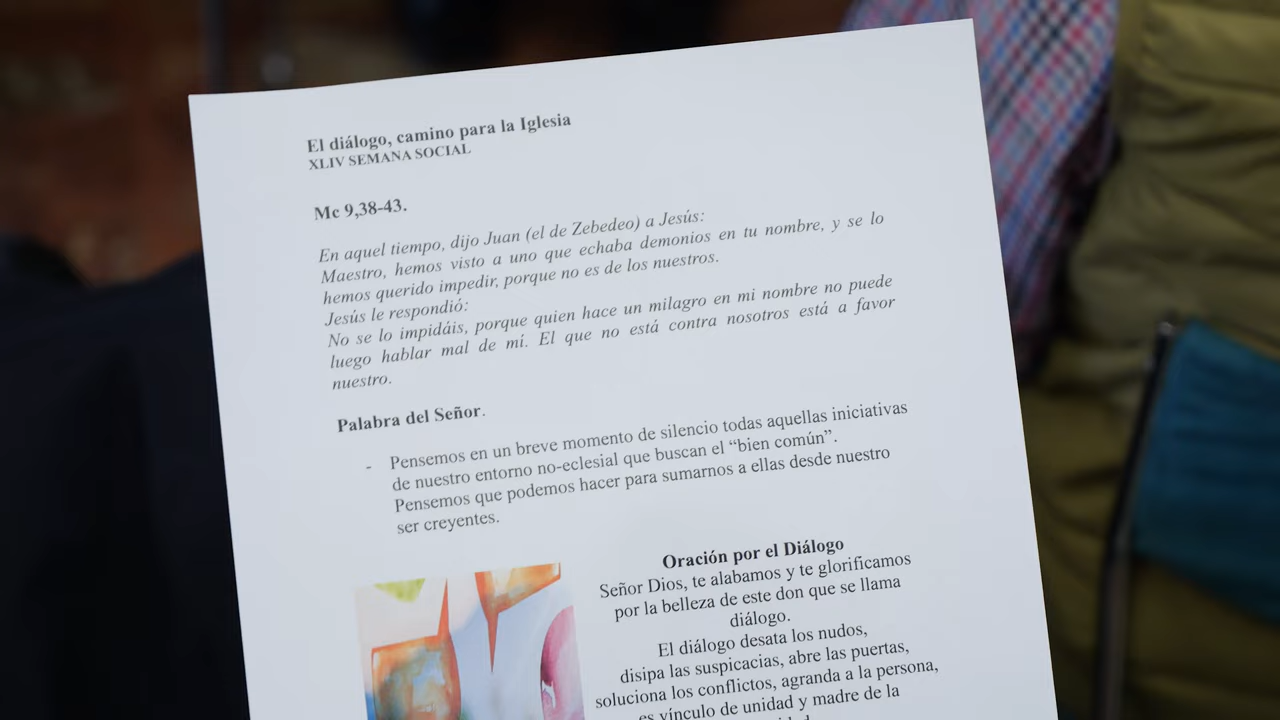 El diálogo, camino para la Iglesia
XLIV SEMANA SOCIAL
Mc 9,38-43.
En aquel tiempo, dijo Juan (el de Zebedeo) a Jesús:
Maestro, hemos visto a uno que echaba demonios en tu nombre, y se lo
hemos querido impedir, porque no es de los nuestros.
Jesús le respondió:
No se lo impidáis, porque quien hace un milagro en mi nombre no puede
luego hablar mal de mí. El que no está contra nosotros está a favor
nuestro.
Palabra del Señor.
- Pensemos en un breve momento de silencio todas aquellas iniciativas
de nuestro entorno no-eclesial que buscan el “bien común”.
Pensemos que podemos hacer para sumarnos a ellas desde nuestro
ser creyentes.
Oración por el Diálogo
Señor Dios, te alabamos y te glorificamos
por la belleza de este don que se llama
diálogo.
El diálogo desata los nudos,
disipa las suspicacias, abre las puertas,
soluciona los conflictos, agranda a la persona,
es vínculo de unidad y madre de la